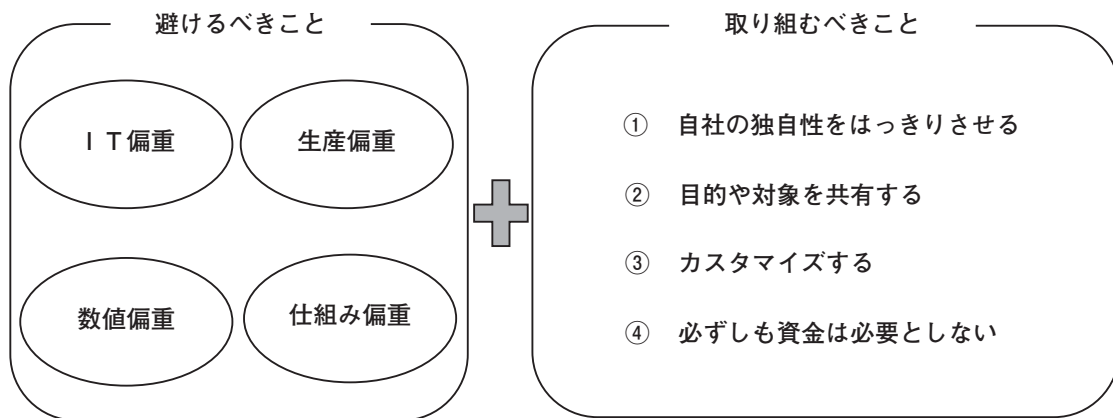 避けるべきこと
ＩＴ偏重
生産偏重
数値偏重
仕組み偏重
取り組むべきこと
① 自社の独自性をはっきりさせる
② 目的や対象を共有する
③ カスタマイズする
④ 必ずしも資金は必要としない